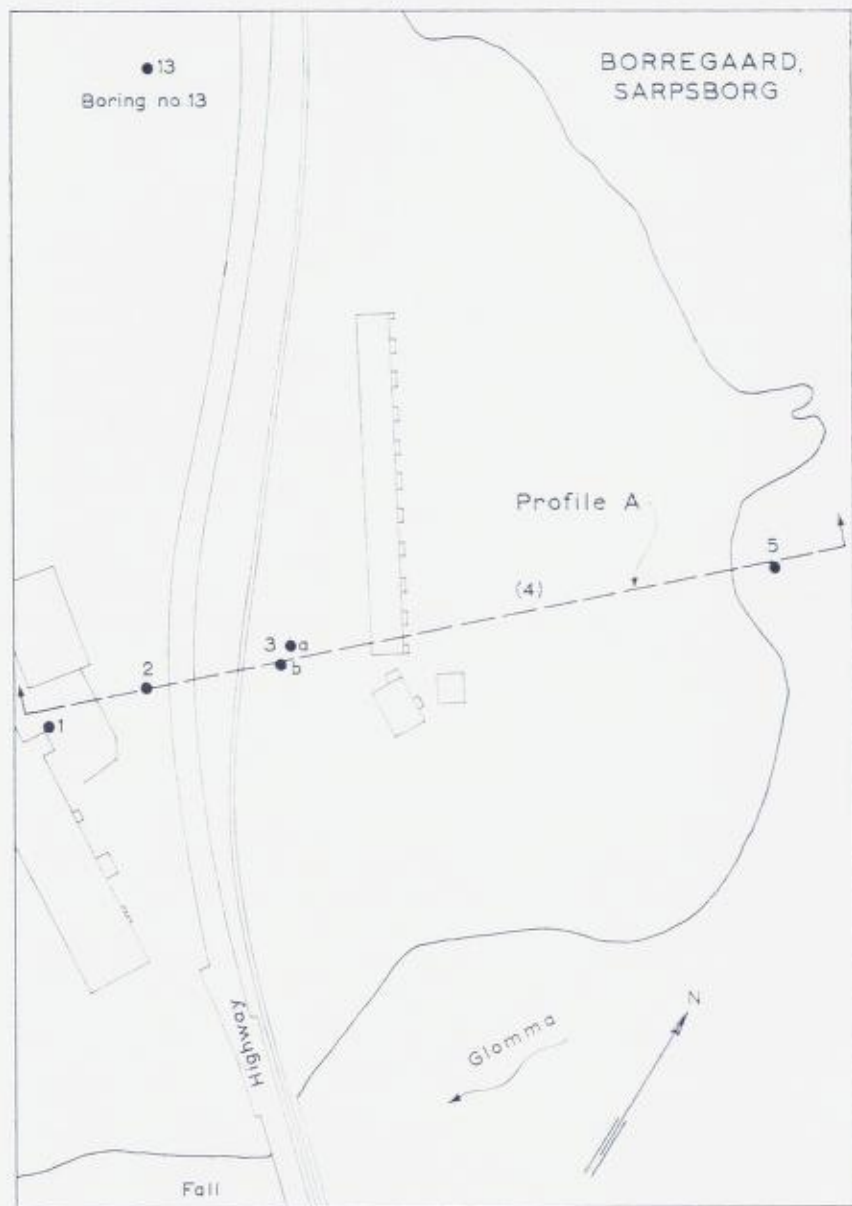 BORREGAARD,
SARPSBORG
13
Boring no. 13
Profile A
5
(4)
3 a
b
2
1
Highway
N
Glomma
Fall